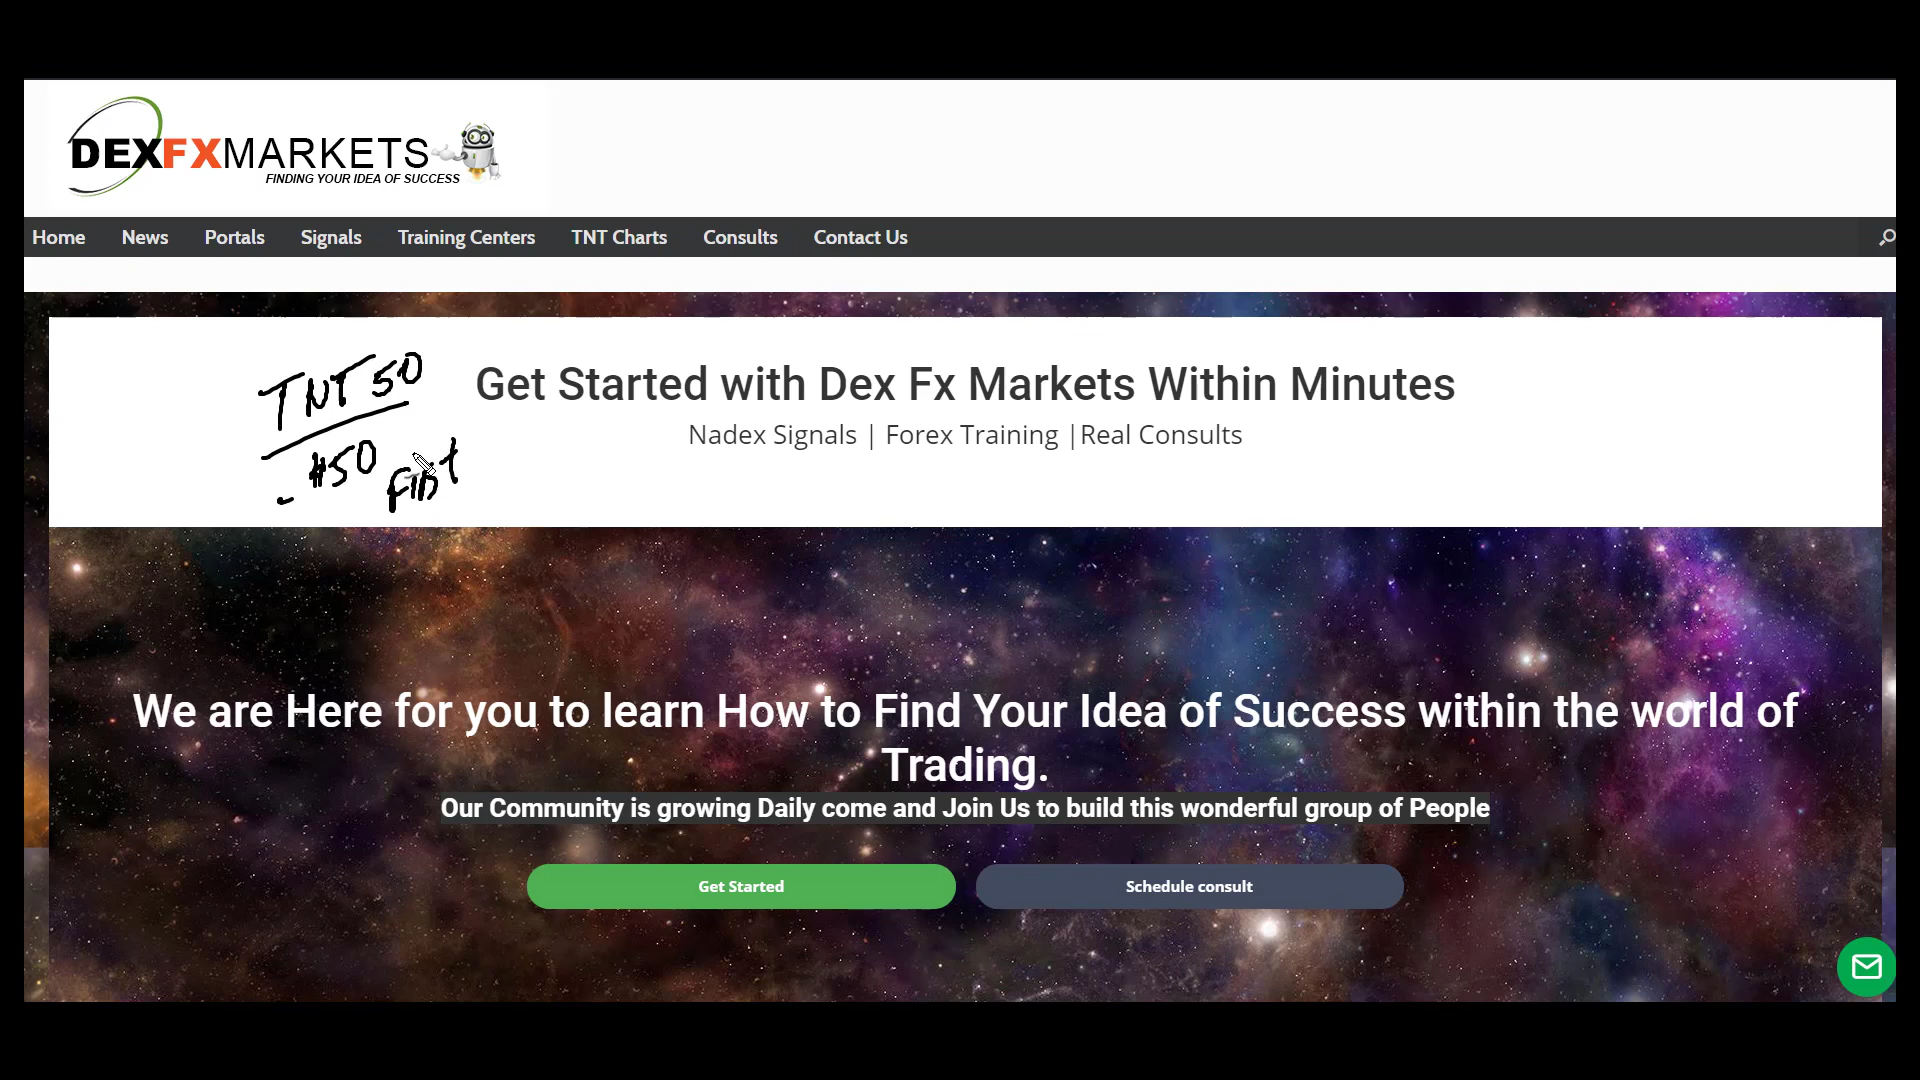 DEXFXMARKETS
FINDING YOUR IDEA OF SUCCESS
Home News Portals Signals Training Centers TNT Charts Consults Contact Us
TNT 50
Get Started with Dex Fx Markets Within Minutes
Nadex Signals | Forex Training |Real Consults
We are Here for you to learn How to Find Your Idea of Success within the world of
Trading.
Our Community is growing Daily come and Join Us to build this wonderful group of People
Get Started Schedule consult